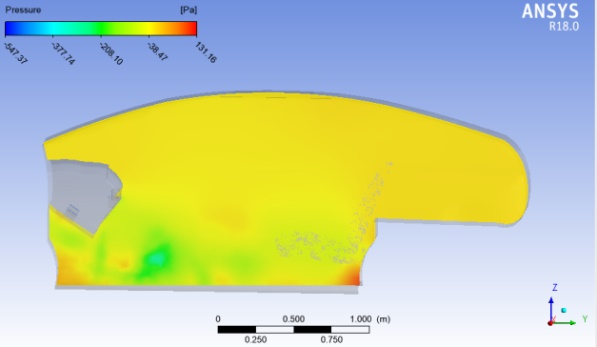 Pressure [Pa]
-547.37 -377.74 -208.10 -38.47 131.16
ANSYS
R18.0
0 0.500 1.000 (m)
0.250 0.750
Z
Y